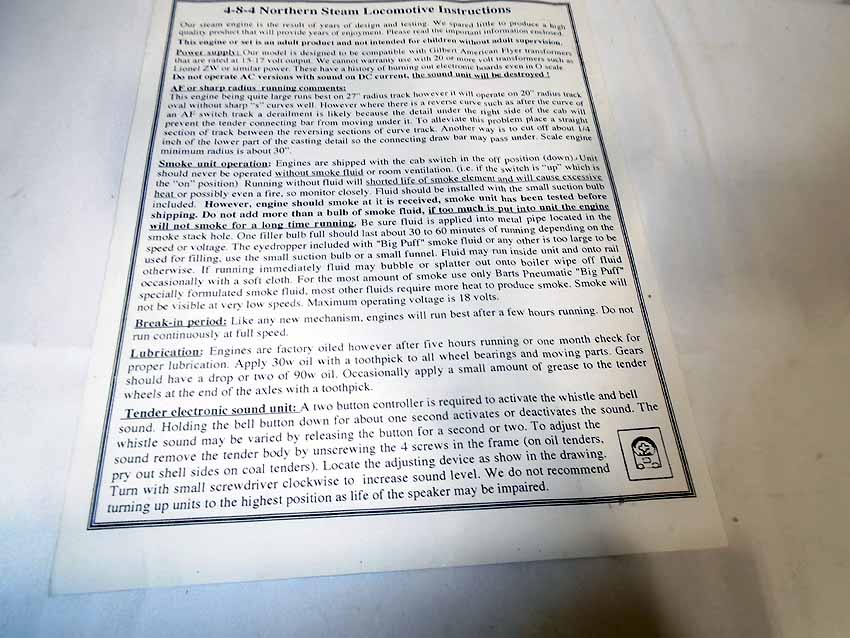 4-8-4 Northern Steam Locomotive Instructions
Our steam engine is the result of years of design and testing. We spared little to produce a high
quality product that will provide years of enjoyment. Please read the important information enclosed.
This engine or set is an adult product and not intended for children without adult supervision.
Power supply: Our model is designed to be compatible with Gilbert American Flyer transformers
that are rated at 15-17 volt output. We cannot warranty use with 20 or more volt transformers such as
Lionel ZW or similar power. These have a history of burning out electronic boards even in O scale.
Do not operate AC versions with sound on DC current, the sound unit will be destroyed !
AF or sharp radius running comments:
This engine being quite large runs best on 27" radius track however it will operate on 20" radius track
oval without sharp "s" curves well. However where there is a reverse curve such as after the curve of
an AF switch track a derailment is likely because the detail under the right side of the cab will
prevent the tender connecting bar from moving under it. To alleviate this problem place a straight
section of track between the reversing sections of curve track. Another way is to cut off about 1/4
inch of the lower part of the casting detail so the connecting draw bar may pass under. Scale engine
minimum radius is about 30".
Smoke unit operation: Engines are shipped with the cab switch in the off position (down). Unit
should never be operated without smoke fluid or room ventilation. (i.e. if the switch is "up" which is
the "on" position) Running without fluid will shorted life of smoke element and will cause excessive
heat or possibly even a fire, so monitor closely. Fluid should be installed with the small suction bulb
included. However, engine should smoke at it is received, smoke unit has been tested before
shipping. Do not add more than a bulb of smoke fluid, if too much is put into unit the engine
will not smoke for a long time running. Be sure fluid is applied into metal pipe located in the
smoke stack hole. One filler bulb full should last about 30 to 60 minutes of running depending on the
speed or voltage. The eyedropper included with "Big Puff" smoke fluid or any other is too large to be
used for filling, use the small suction bulb or a small funnel. Fluid may run inside unit and onto rail
otherwise. If running immediately fluid may bubble or splatter out onto boiler wipe off fluid
occasionally with a soft cloth. For the most amount of smoke use only Barts Pneumatic "Big Puff"
specially formulated smoke fluid, most other fluids require more heat to produce smoke. Smoke will
not be visible at very low speeds. Maximum operating voltage is 18 volts.
Break-in period: Like any new mechanism, engines will run best after a few hours running. Do not
run continuously at full speed.
Lubrication: Engines are factory oiled however after five hours running or one month check for
proper lubrication. Apply 30w oil with a toothpick to all wheel bearings and moving parts. Gears
should have a drop or two of 90w oil. Occasionally apply a small amount of grease to the tender
wheels at the end of the axles with a toothpick.
Tender electronic sound unit: A two button controller is required to activate the whistle and bell
sound. Holding the bell button down for about one second activates or deactivates the sound. The
whistle sound may be varied by releasing the button for a second or two. To adjust the
sound remove the tender body by unscrewing the 4 screws in the frame (on oil tenders,
pry out shell sides on coal tenders). Locate the adjusting device as show in the drawing.
Turn with small screwdriver clockwise to increase sound level. We do not recommend
turning up units to the highest position as life of the speaker may be impaired.